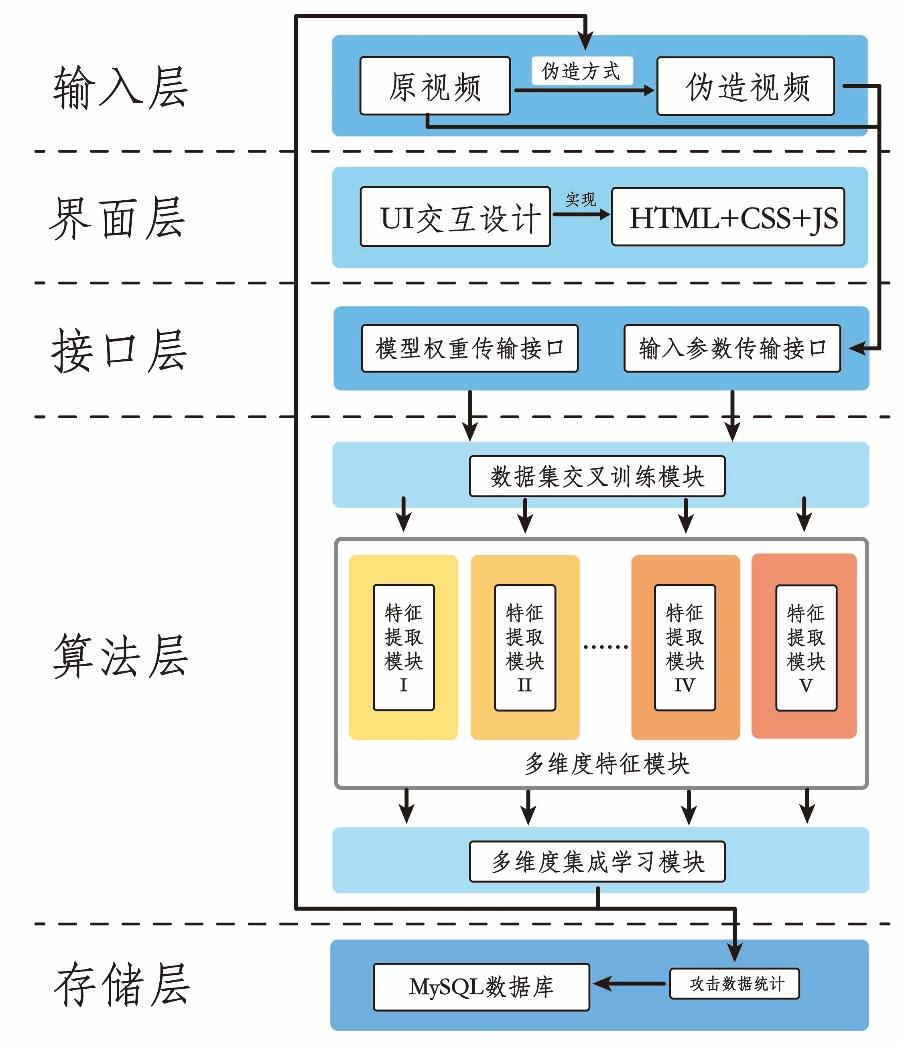 输入层
原视频
伪造方式
伪造视频
界面层
UI交互设计
实现
HTML+CSS+JS
接口层
模型权重传输接口
输入参数传输接口
算法层
数据集交叉训练模块
特征
提取
模块
I
特征
提取
模块
II
......
特征
提取
模块
IV
特征
提取
模块
V
多维度特征模块
多维度集成学习模块
存储层
MySQL数据库
攻击数据统计